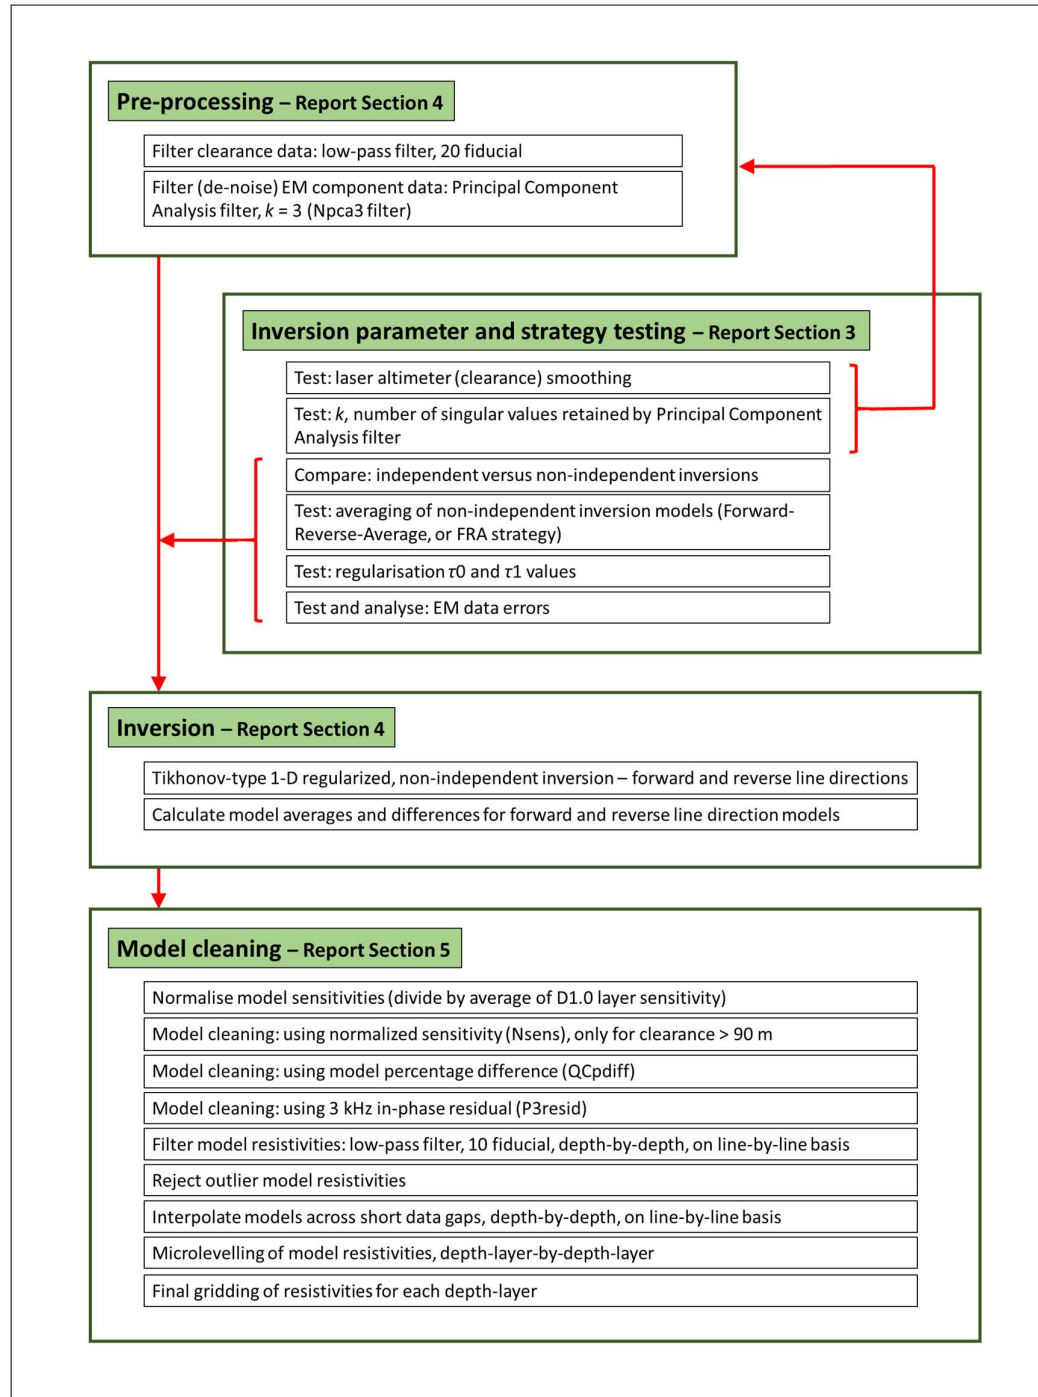 Pre-processing – Report Section 4
Filter clearance data: low-pass filter, 20 fiducial
Filter (de-noise) EM component data: Principal Component
Analysis filter, k = 3 (Npca3 filter)
Inversion parameter and strategy testing – Report Section 3
Test: laser altimeter (clearance) smoothing
Test: k, number of singular values retained by Principal Component
Analysis filter
Compare: independent versus non-independent inversions
Test: averaging of non-independent inversion models (Forward-
Reverse-Average, or FRA strategy)
Test: regularisation τ0 and τ1 values
Test and analyse: EM data errors
Inversion – Report Section 4
Tikhonov-type 1-D regularized, non-independent inversion – forward and reverse line directions
Calculate model averages and differences for forward and reverse line direction models
Model cleaning – Report Section 5
Normalise model sensitivities (divide by average of D1.0 layer sensitivity)
Model cleaning: using normalized sensitivity (Nsens), only for clearance > 90 m
Model cleaning: using model percentage difference (QCpdiff)
Model cleaning: using 3 kHz in-phase residual (P3resid)
Filter model resistivities: low-pass filter, 10 fiducial, depth-by-depth, on line-by-line basis
Reject outlier model resistivities
Interpolate models across short data gaps, depth-by-depth, on line-by-line basis
Microlevelling of model resistivities, depth-layer-by-depth-layer
Final gridding of resistivities for each depth-layer